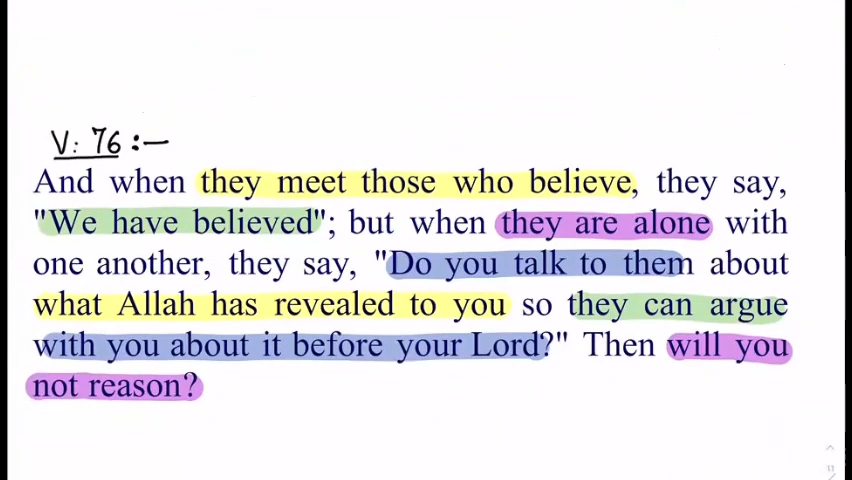 V: 76 :—
And when they meet those who believe, they say,
"We have believed"; but when they are alone with
one another, they say, "Do you talk to them about
what Allah has revealed to you so they can argue
with you about it before your Lord?" Then will you
not reason?